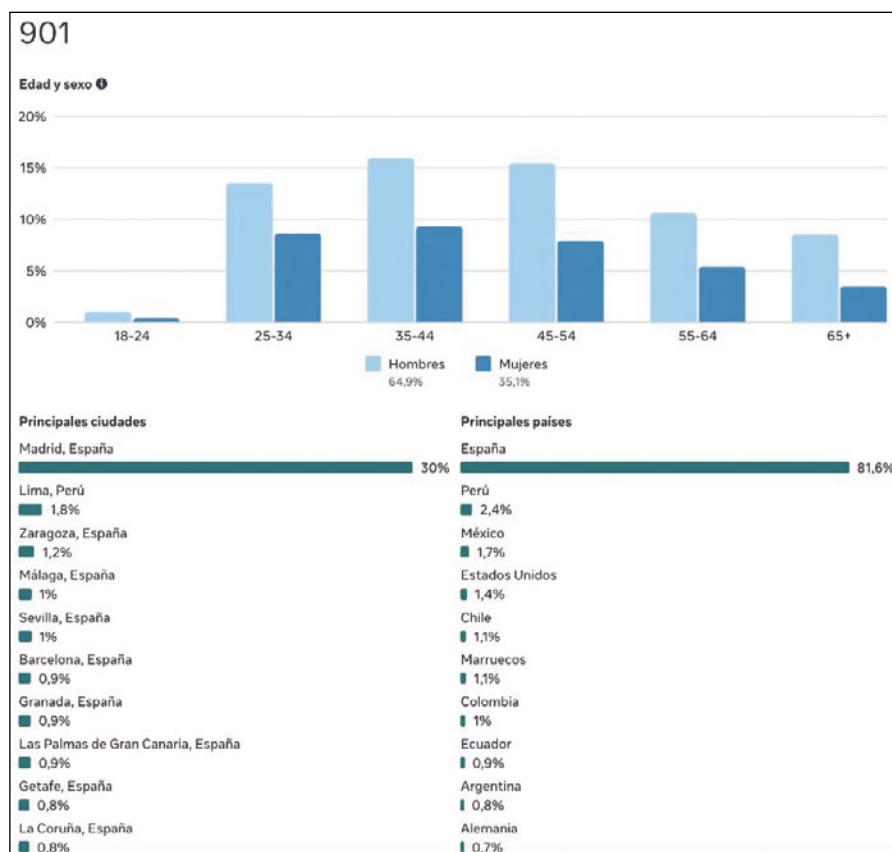 901
Edad y sexo
20%
15%
10%
5%
0%
18-24 25-34 35-44 45-54 55-64 65+
Hombres Mujeres
64,9% 35,1%
Principales ciudades
Madrid, España
30%
Lima, Perú
1,8%
Zaragoza, España
1,2%
Málaga, España
1%
Sevilla, España
1%
Barcelona, España
0,9%
Granada, España
0,9%
Las Palmas de Gran Canaria, España
0,9%
Getafe, España
0,8%
La Coruña, España
0,8%
Principales países
España
81,6%
Perú
2,4%
México
1,7%
Estados Unidos
1,4%
Chile
1,1%
Marruecos
1,1%
Colombia
1%
Ecuador
0,9%
Argentina
0,8%
Alemania
0,7%